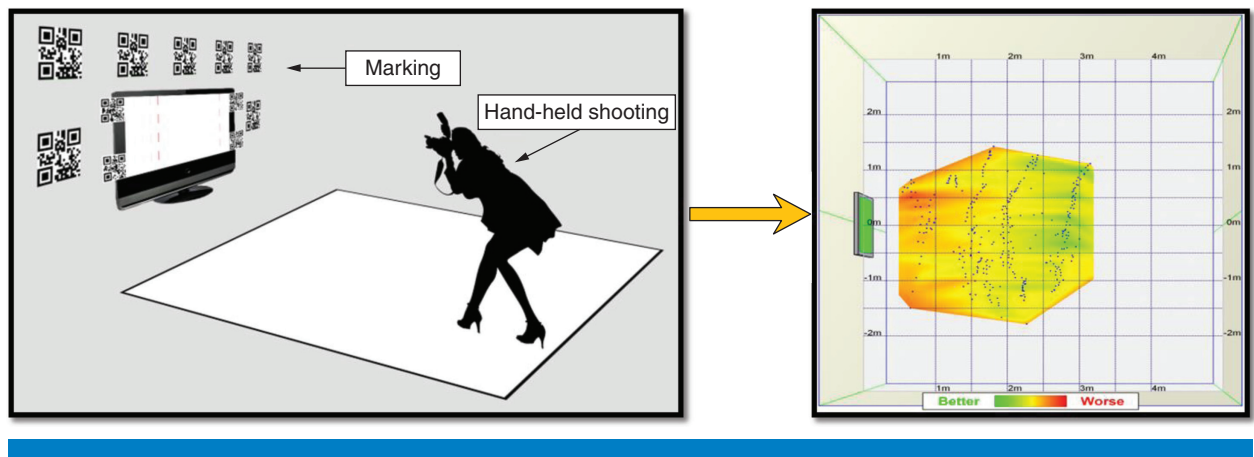 Marking
Hand-held shooting
1m 2m 3m 4m
2m 2m
1m 1m
0m 0m
-1m -1m
-2m -2m
1m 2m 3m 4m
Better Worse